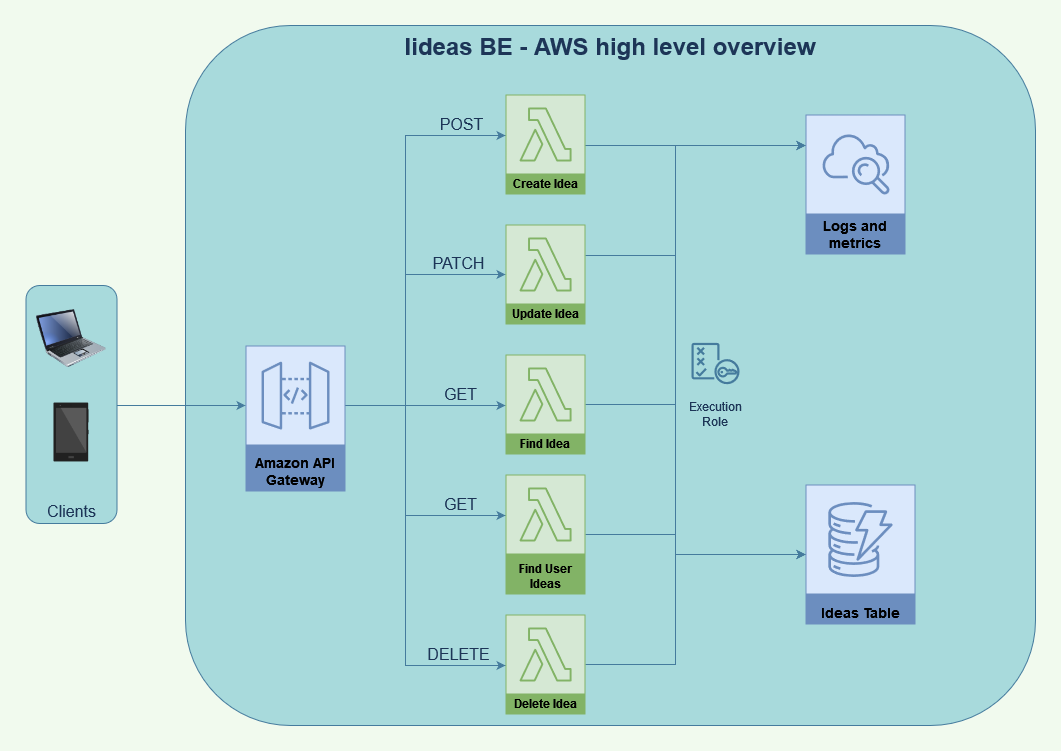 Iideas BE - AWS high level overview
POST
Create Idea
Logs and
metrics
PATCH
Update Idea
GET
Find Idea
Execution
Role
Amazon API
Gateway
Clients
GET
Find User
Ideas
Ideas Table
DELETE
Delete Idea